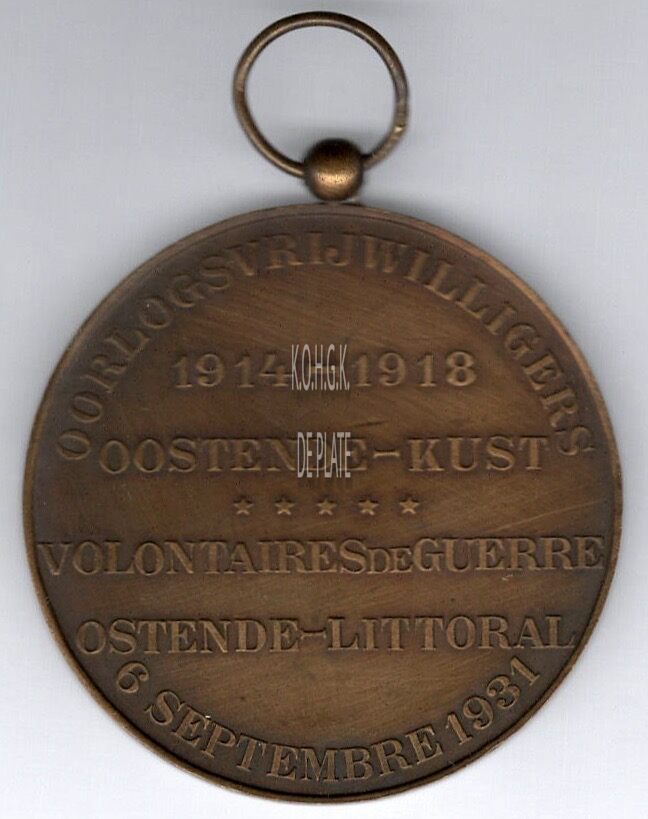 OORLOGSVRIJWILLIGERS
1914 1918
K.O.H.G.K.
OOSTENDE-KUST
DE PLATE
VOLONTAIRES DE GUERRE
OSTENDE-LITTORAL
6 SEPTEMBRE 1931